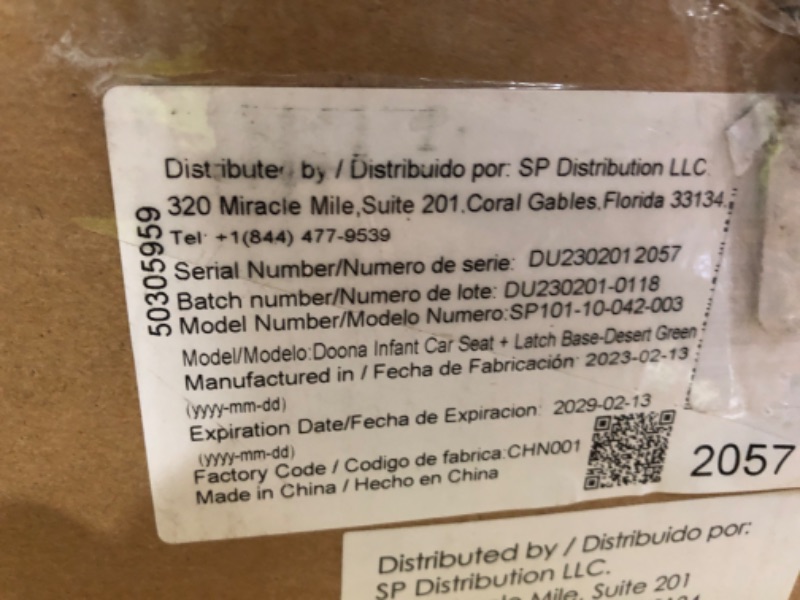 Distributed by / Distribuido por: SP Distribution LLC
320 Miracle Mile,Suite 201,Coral Gables,Florida 33134.
Tel: +1(844) 477-9539
50305959
Serial Number/Numero de serie: DU2302012057
Batch number/Numero de lote: DU230201-0118
Model Number/Modelo Numero:SP101-10-042-003
Model/Modelo:Doona Infant Car Seat + Latch Base-Desert Green
Manufactured in / Fecha de Fabricación: 2023-02-13
(yyyy-mm-dd)
Expiration Date/Fecha de Expiracion: 2029-02-13
(yyyy-mm-dd)
Factory Code / Codigo de fabrica:CHN001
Made in China / Hecho en China
2057
Distributed by / Distribuido por:
SP Distribution LLC.
Mile, Suite 201